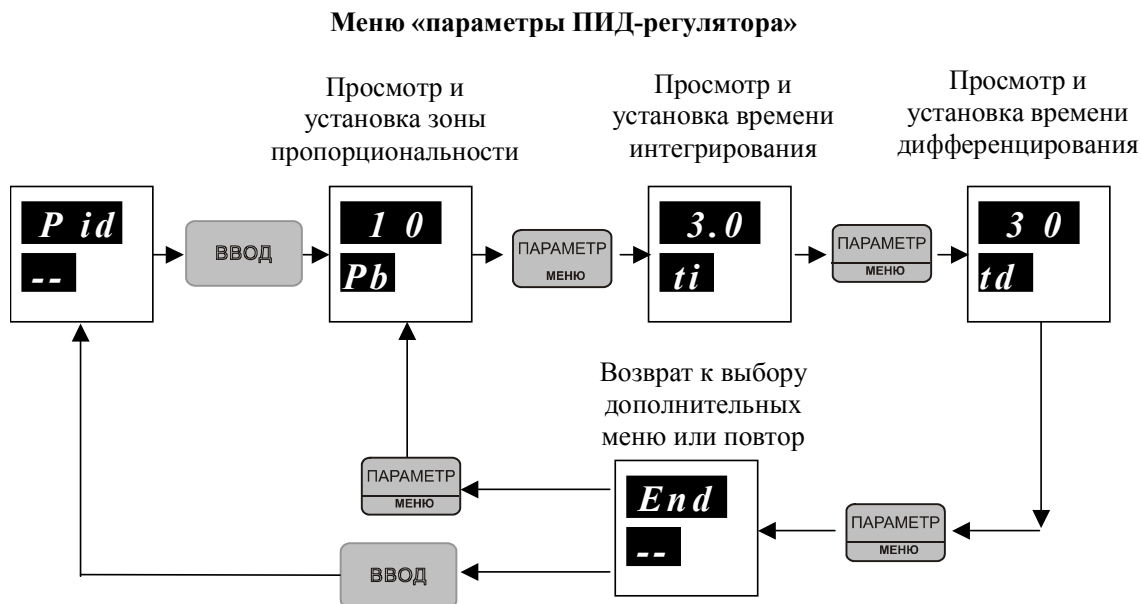 Меню «параметры ПИД-регулятора»
Просмотр и
установка зоны
пропорциональности
Просмотр и
установка времени
интегрирования
Просмотр и
установка времени
дифференцирования
P id
--
ВВОД
1 0
Pb
ПАРАМЕТР
МЕНЮ
3.0
ti
ПАРАМЕТР
МЕНЮ
3 0
td
Возврат к выбору
дополнительных
меню или повтор
ПАРАМЕТР
МЕНЮ
End
--
ПАРАМЕТР
МЕНЮ
ВВОД